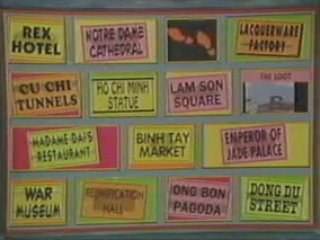 REX
HOTEL
NOTRE DAME
CATHEDRAL
LACQUERWARE
FACTORY
CU CHI
TUNNELS
HO CHI MINH
STATUE
LAM SON
SQUARE
THE LOOT
MADAME DAI'S
RESTAURANT
BINH TAY
MARKET
EMPEROR OF
JADE PALACE
WAR
MUSEUM
REUNIFICATION
HALL
ONG BON
PAGODA
DONG DU
STREET